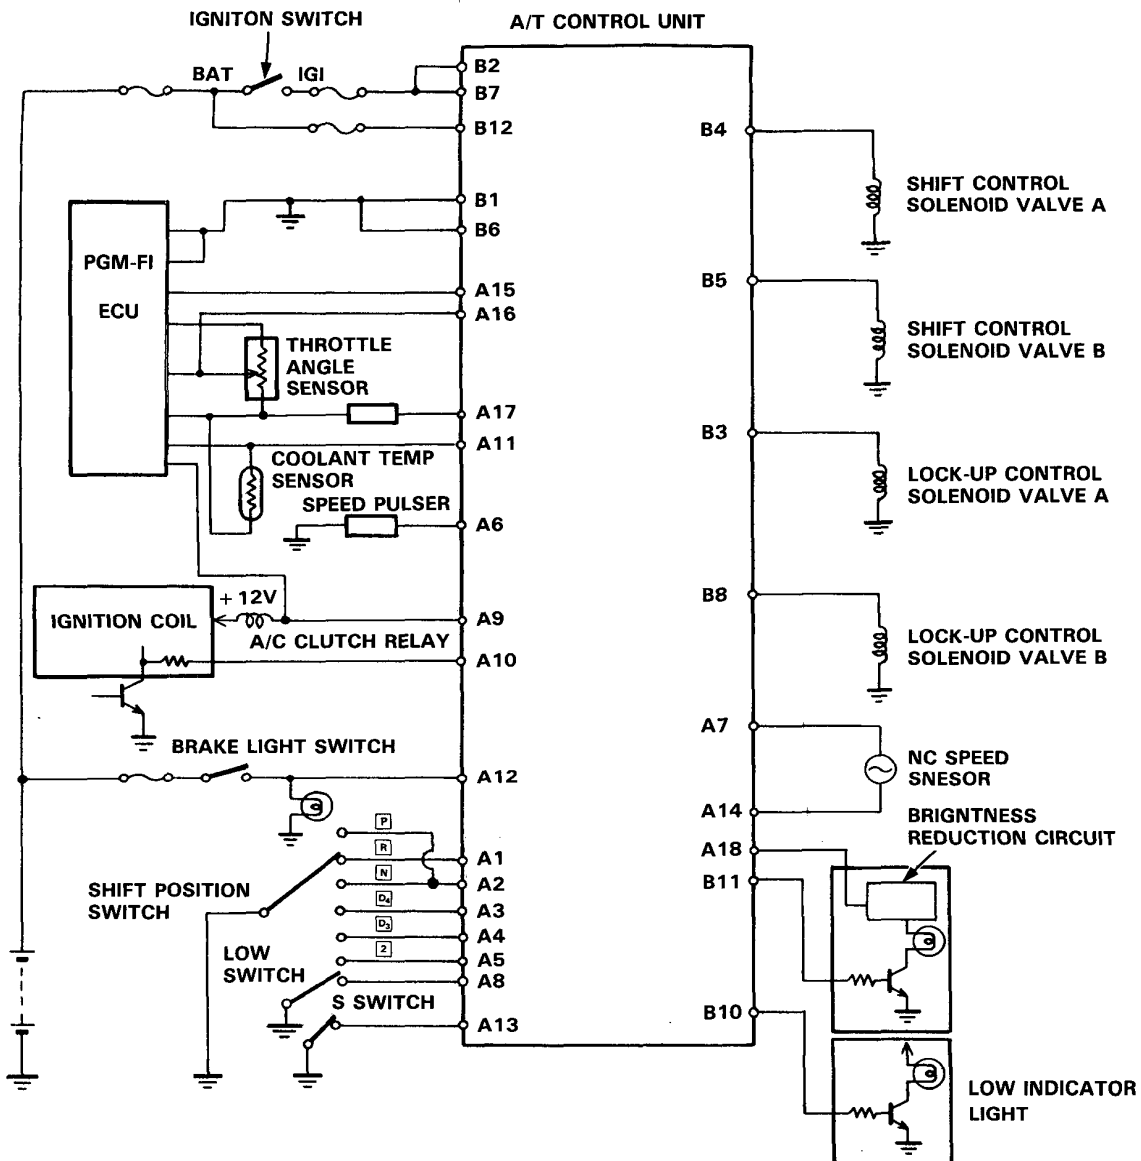 IGNITON SWITCH
A/T CONTROL UNIT
BAT
IGI
B2
B7
B12
B1
B6
PGM-FI
ECU
A15
A16
THROTTLE
ANGLE
SENSOR
A17
A11
COOLANT TEMP
SENSOR
SPEED PULSER
A6
+12V
IGNITION COIL
A9
A/C CLUTCH RELAY
A10
BRAKE LIGHT SWITCH
A12
P
R
A1
N
A2
SHIFT POSITION
SWITCH
D4
A3
D3
A4
2
A5
LOW
SWITCH
A8
S SWITCH
A13
B4
SHIFT CONTROL
SOLENOID VALVE A
B5
SHIFT CONTROL
SOLENOID VALVE B
B3
LOCK-UP CONTROL
SOLENOID VALVE A
B8
LOCK-UP CONTROL
SOLENOID VALVE B
A7
NC SPEED
SNESOR
A14
BRIGNTNESS
REDUCTION CIRCUIT
A18
B11
B10
LOW INDICATOR
LIGHT